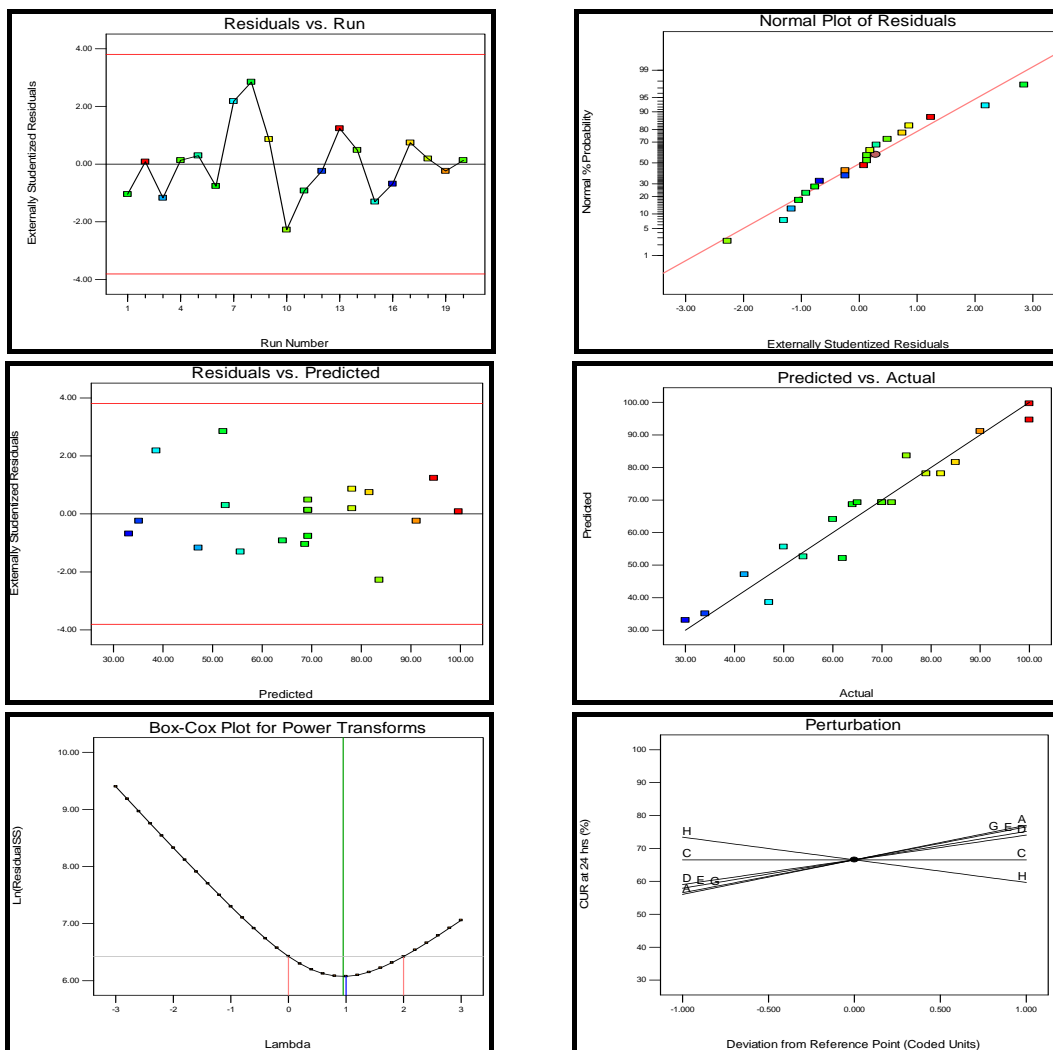 Residuals vs. Run
Externally Studentized Residuals
4.00
2.00
0.00
-2.00
-4.00
1 4 7 10 13 16 19
Run Number
Normal Plot of Residuals
Normal % Probability
99
95
90
80
70
50
30
20
10
5
1
-3.00 -2.00 -1.00 0.00 1.00 2.00 3.00
Externally Studentized Residuals
Residuals vs. Predicted
Externally Studentized Residuals
4.00
2.00
0.00
-2.00
-4.00
30.00 40.00 50.00 60.00 70.00 80.00 90.00 100.00
Predicted
Predicted vs. Actual
Predicted
100.00
90.00
80.00
70.00
60.00
50.00
40.00
30.00
30.00 40.00 50.00 60.00 70.00 80.00 90.00 100.00
Actual
Box-Cox Plot for Power Transforms
Ln(ResidualSS)
10.00
9.00
8.00
7.00
6.00
-3 -2 -1 0 1 2 3
Lambda
Perturbation
CUR at 24 hrs (%)
100
90
80
70
60
50
40
30
H
C
D E G
A
A
G E D
C
H
-1.000 -0.500 0.000 0.500 1.000
Deviation from Reference Point (Coded Units)